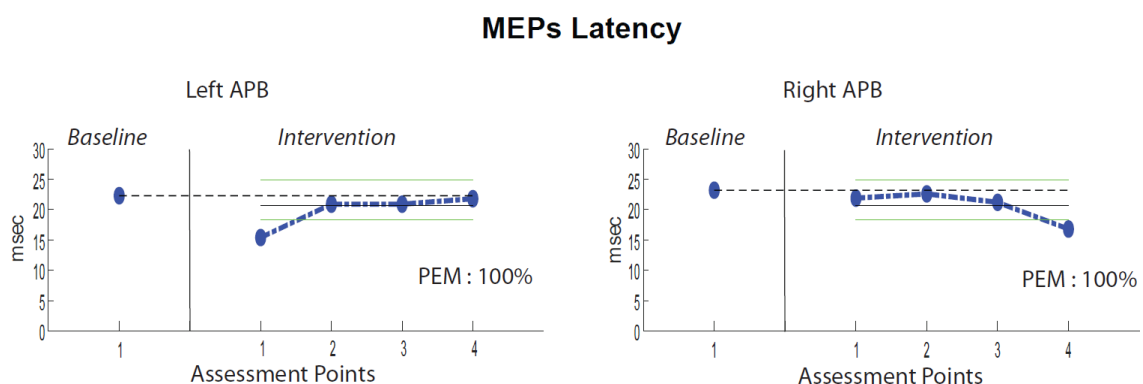 MEPs Latency
Left APB
Baseline
Intervention
30
25
20
15
10
5
0
msec
PEM : 100%
1
1
2
3
4
Assessment Points
Right APB
Baseline
Intervention
30
25
20
15
10
5
0
msec
PEM : 100%
1
1
2
3
4
Assessment Points